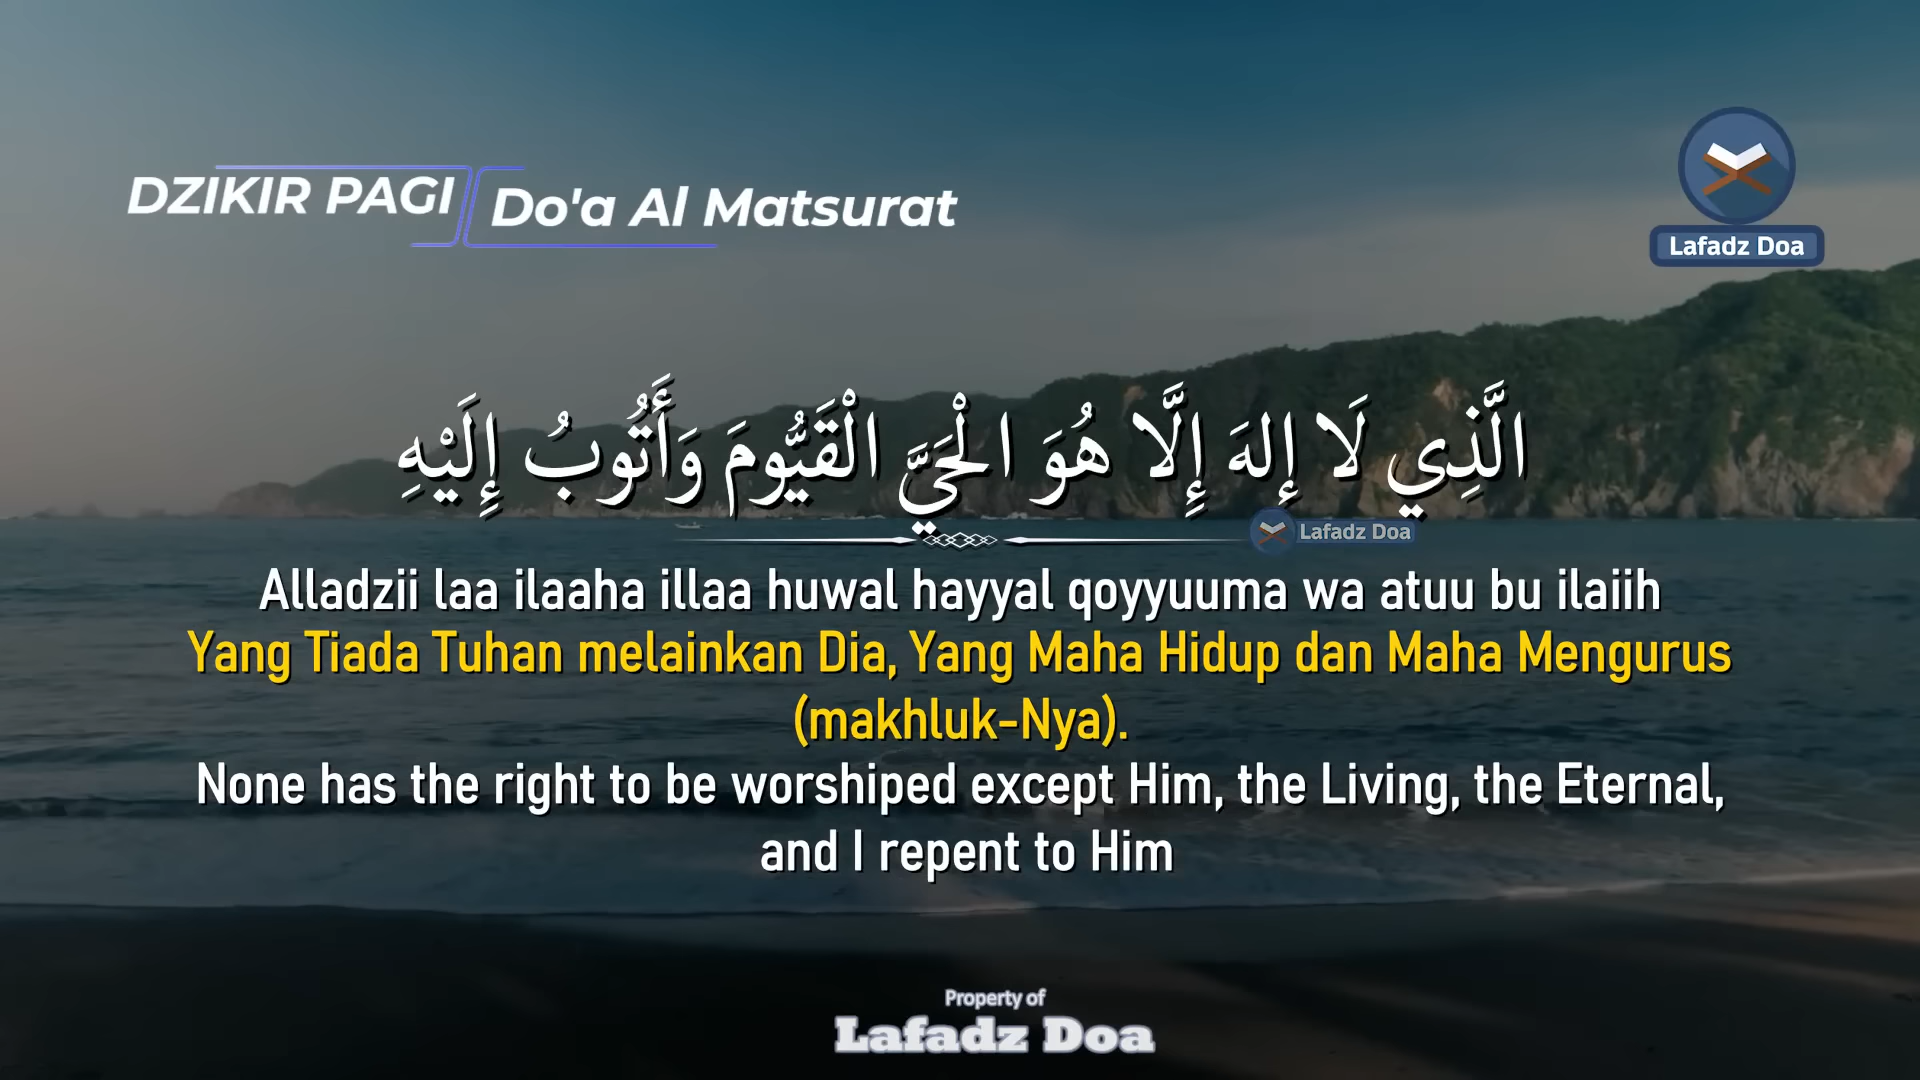 DZIKIR PAGI
Do'a Al Matsurat
Lafadz Doa
الَّذِي لَا إِلهَ إِلَّا هُوَ الْحَيَّ الْقَيُّومَ وَأَتُوبُ إِلَيْهِ
Lafadz Doa
Alladzii laa ilaaha illaa huwal hayyal qoyyuuma wa atuu bu ilaiih
Yang Tiada Tuhan melainkan Dia, Yang Maha Hidup dan Maha Mengurus
(makhluk-Nya).
None has the right to be worshiped except Him, the Living, the Eternal,
and I repent to Him
Property of
Lafadz Doa